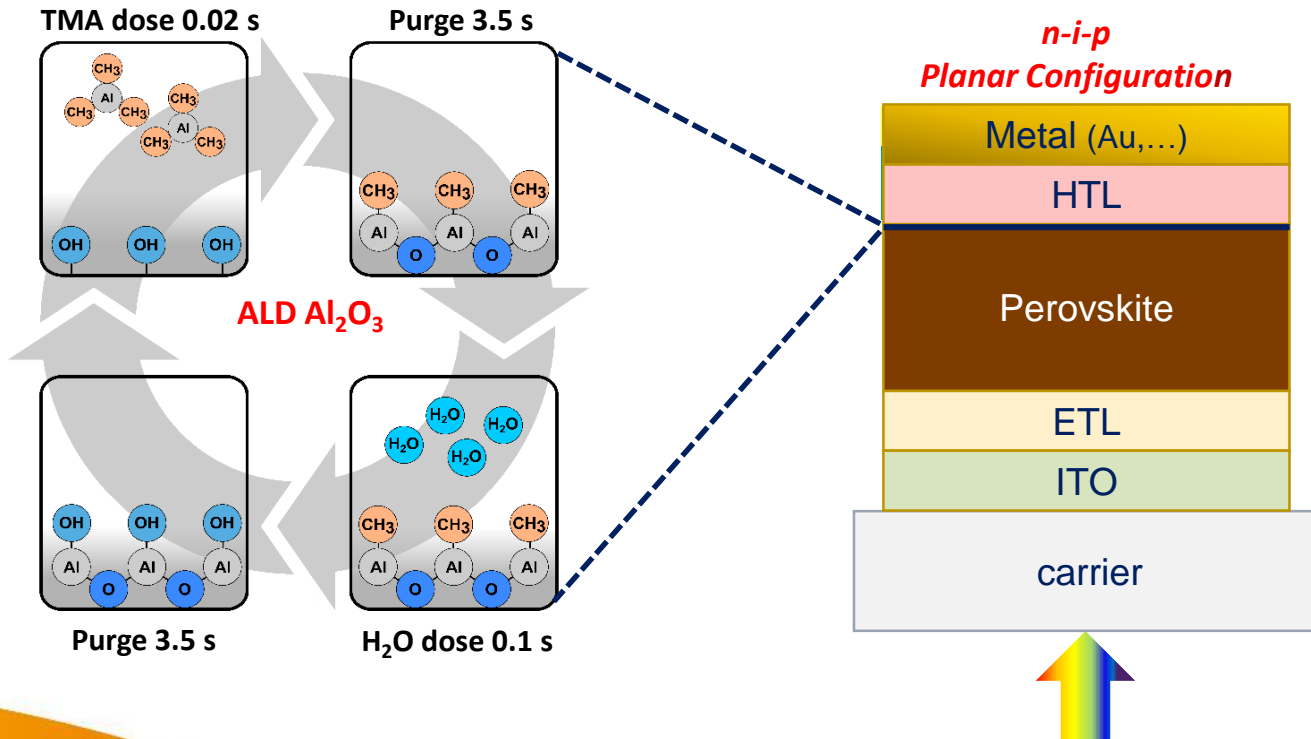 TMA dose 0.02 s
Purge 3.5 s
CH3
Al
CH3
CH3
CH3
Al
CH3
CH3
OH
OH
OH
CH3
CH3
CH3
Al
Al
Al
O
O
ALD Al2O3
OH
OH
OH
Al
Al
Al
O
O
H2O
H2O
H2O
H2O
CH3
CH3
CH3
Al
Al
Al
O
O
Purge 3.5 s
H2O dose 0.1 s
n-i-p
Planar Configuration
Metal (Au,...)
HTL
Perovskite
ETL
ITO
carrier